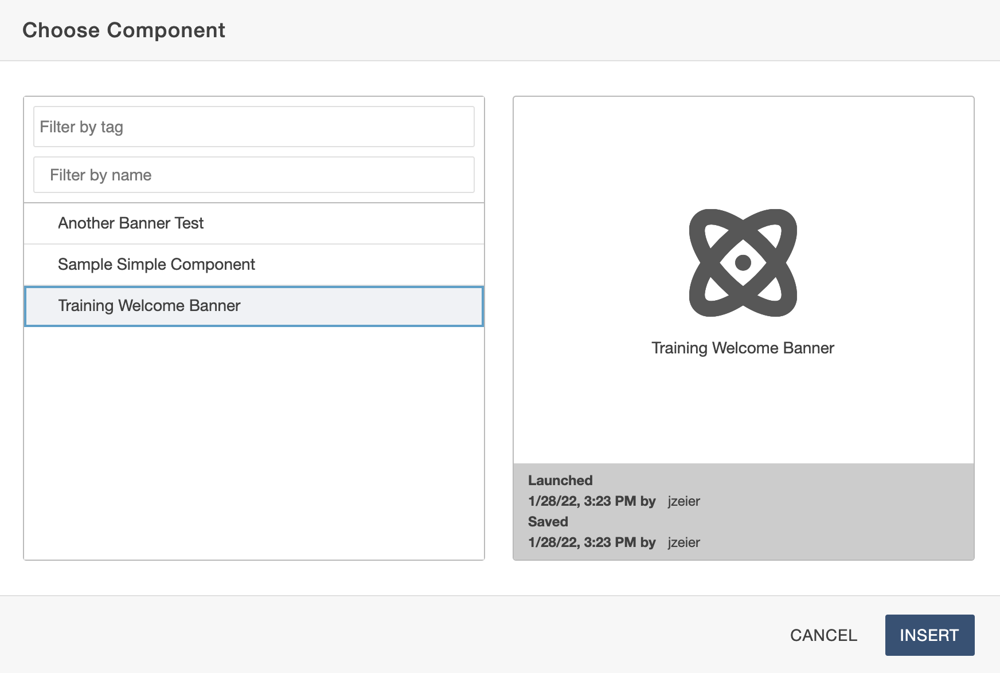 Choose Component
Filter by tag
Filter by name
Another Banner Test
Sample Simple Component
Training Welcome Banner
Training Welcome Banner
Launched
1/28/22, 3:23 PM by jzeier
Saved
1/28/22, 3:23 PM by jzeier
CANCEL
INSERT